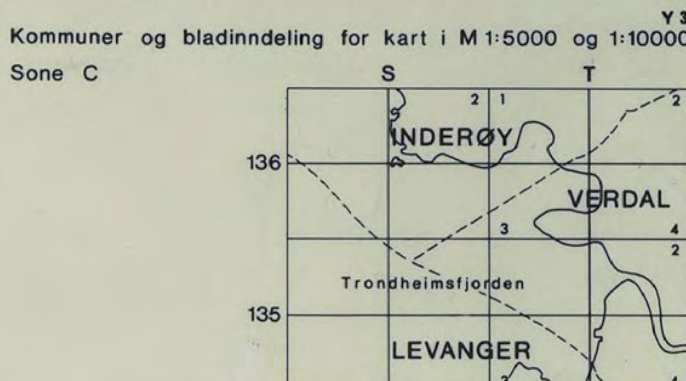 Y 3
Kommuner og bladinndeling for kart i M 1:5000 og 1:10000
Sone C
S T
2 1 2
INDERØY
136
VERDAL
3 4
2
Trondheimsfjorden
135
LEVANGER